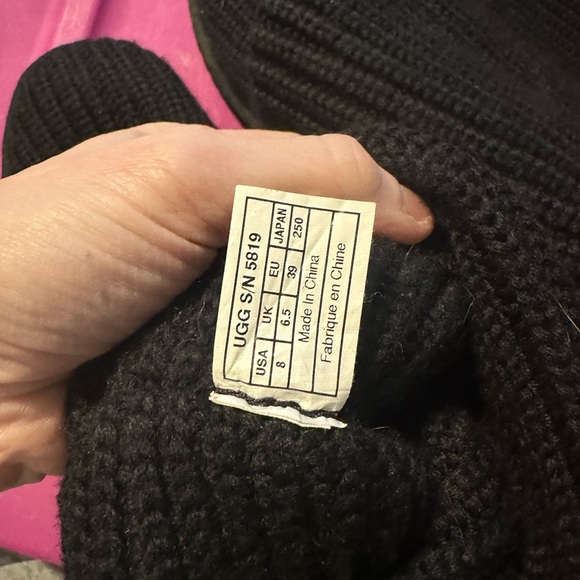 UGG S/N 5819
USA UK EU JAPAN
8 6.5 39 250
Made In China
Fabrique en Chine